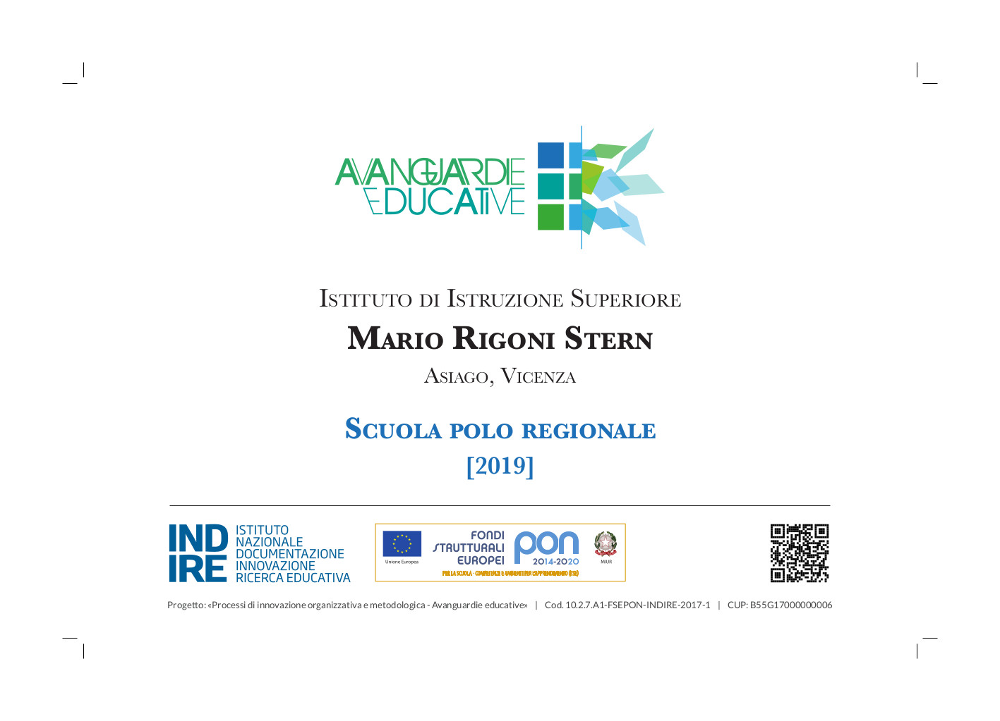 AVANGUARDIE
EDUCATIVE
Istituto di Istruzione Superiore
Mario Rigoni Stern
Asiago, Vicenza
Scuola polo regionale
[2019]
IND
IRE
ISTITUTO
NAZIONALE
DOCUMENTAZIONE
INNOVAZIONE
RICERCA EDUCATIVA
Unione Europea
FONDI
STRUTTURALI
EUROPEI
pon
2014-2020
MIUR
PER LA SCUOLA - COMPETENZE E AMBIENTI PER L'APPRENDIMENTO (FSE)
Progetto: «Processi di innovazione organizzativa e metodologica - Avanguardie educative» | Cod. 10.2.7.A1-FSEPON-INDIRE-2017-1 | CUP: B55G17000000006